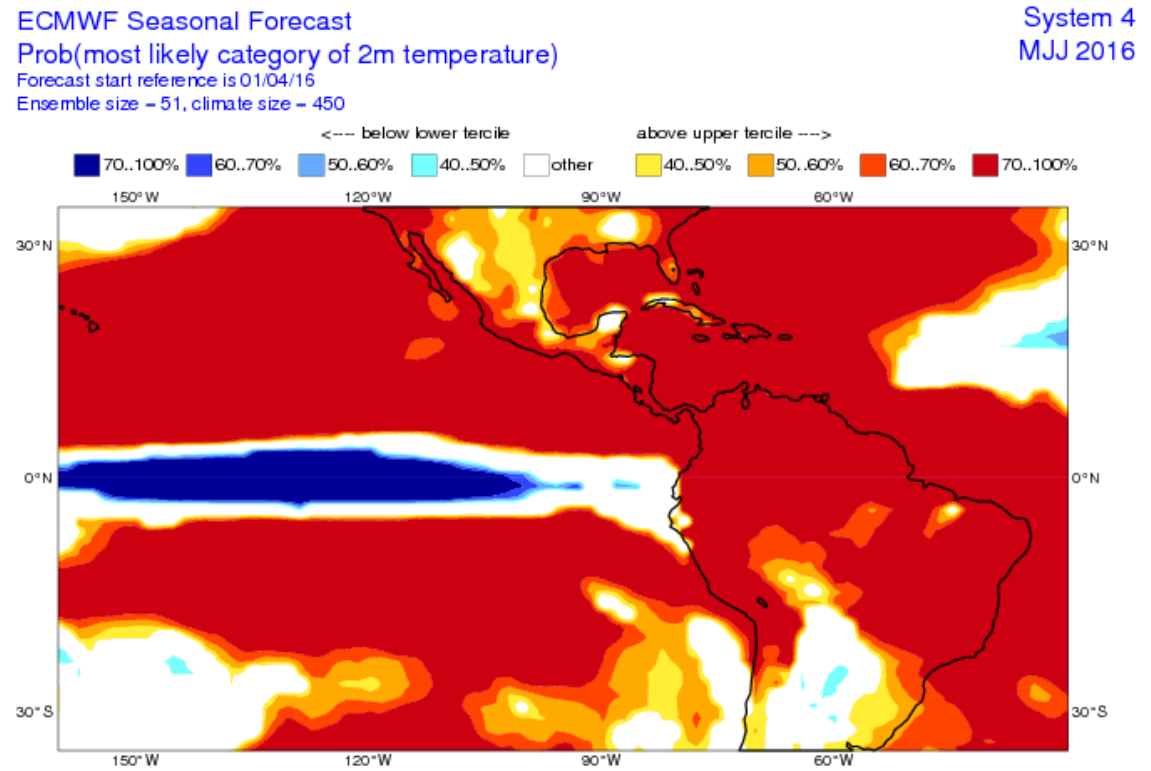 ECMWF Seasonal Forecast
System 4
Prob(most likely category of 2m temperature)
MJJ 2016
Forecast start reference is 01/04/16
Ensemble size = 51, climate size = 450
<---- below lower tercile
above upper tercile ---->
70..100% 60..70% 50..60% 40..50% other 40..50% 50..60% 60..70% 70..100%
150°W 120°W 90°W 60°W
30°N 30°N
0°N 0°N
30°S 30°S
150°W 120°W 90°W 60°W